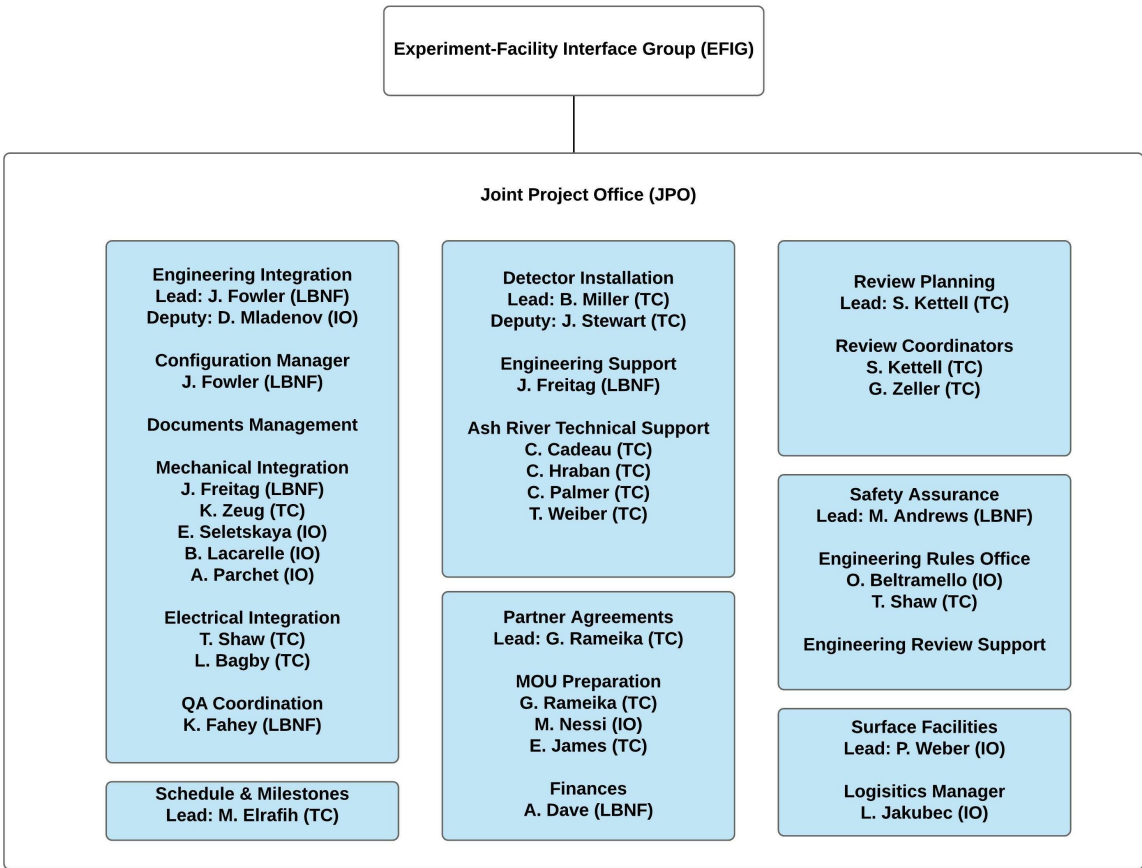 Experiment-Facility Interface Group (EFIG)
Joint Project Office (JPO)
Engineering Integration
Lead: J. Fowler (LBNF)
Deputy: D. Mladenov (IO)
Configuration Manager
J. Fowler (LBNF)
Documents Management
Mechanical Integration
J. Freitag (LBNF)
K. Zeug (TC)
E. Seletskaya (IO)
B. Lacarelle (IO)
A. Parchet (IO)
Electrical Integration
T. Shaw (TC)
L. Bagby (TC)
QA Coordination
K. Fahey (LBNF)
Schedule & Milestones
Lead: M. Elrafih (TC)
Detector Installation
Lead: B. Miller (TC)
Deputy: J. Stewart (TC)
Engineering Support
J. Freitag (LBNF)
Ash River Technical Support
C. Cadeau (TC)
C. Hraban (TC)
C. Palmer (TC)
T. Weiber (TC)
Partner Agreements
Lead: G. Rameika (TC)
MOU Preparation
G. Rameika (TC)
M. Nessi (IO)
E. James (TC)
Finances
A. Dave (LBNF)
Review Planning
Lead: S. Kettell (TC)
Review Coordinators
S. Kettell (TC)
G. Zeller (TC)
Safety Assurance
Lead: M. Andrews (LBNF)
Engineering Rules Office
O. Beltramello (IO)
T. Shaw (TC)
Engineering Review Support
Surface Facilities
Lead: P. Weber (IO)
Logisitics Manager
L. Jakubec (IO)